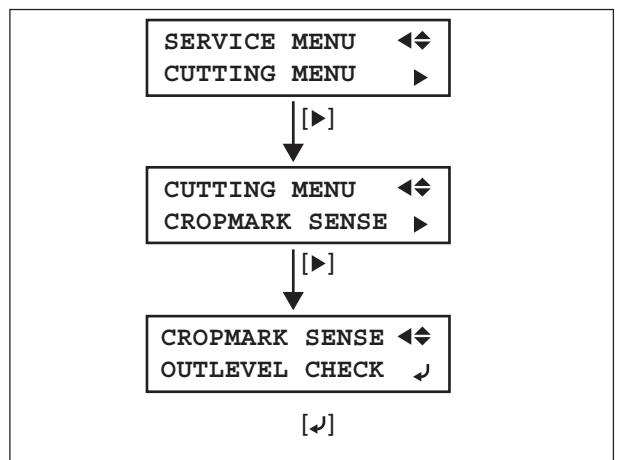 SERVICE MENU ◀◆
CUTTING MENU ▶
[▶]
CUTTING MENU ◀◆
CROPMARK SENSE ▶
[▶]
CROPMARK SENSE ◀◆
OUTLEVEL CHECK ↵
[↵]